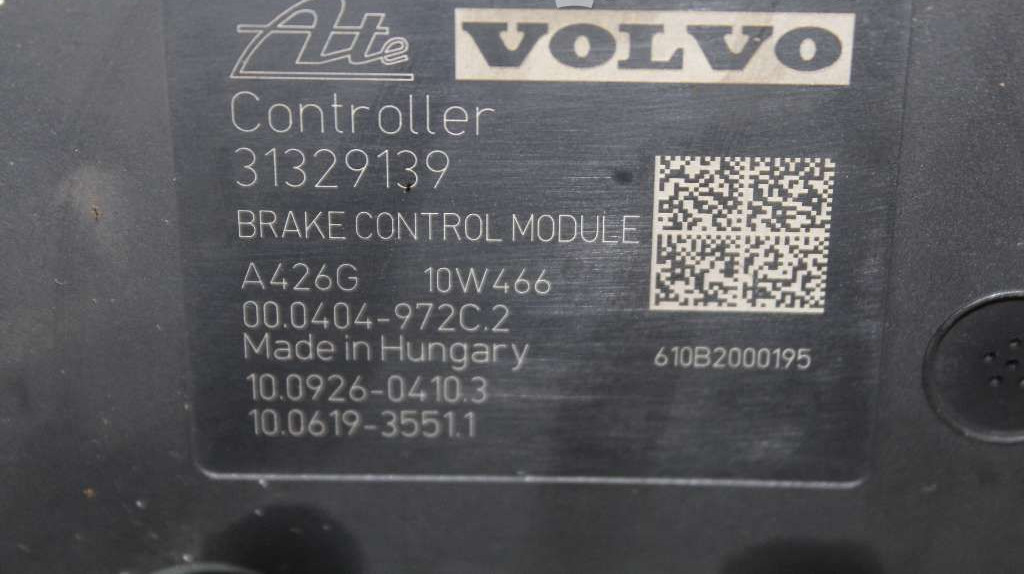 Ate VOLVO
Controller
31329139
BRAKE CONTROL MODULE
A426G 10W466
00.0404-972C.2
Made in Hungary
610B2000195
10.0926-0410.3
10.0619-3551.1